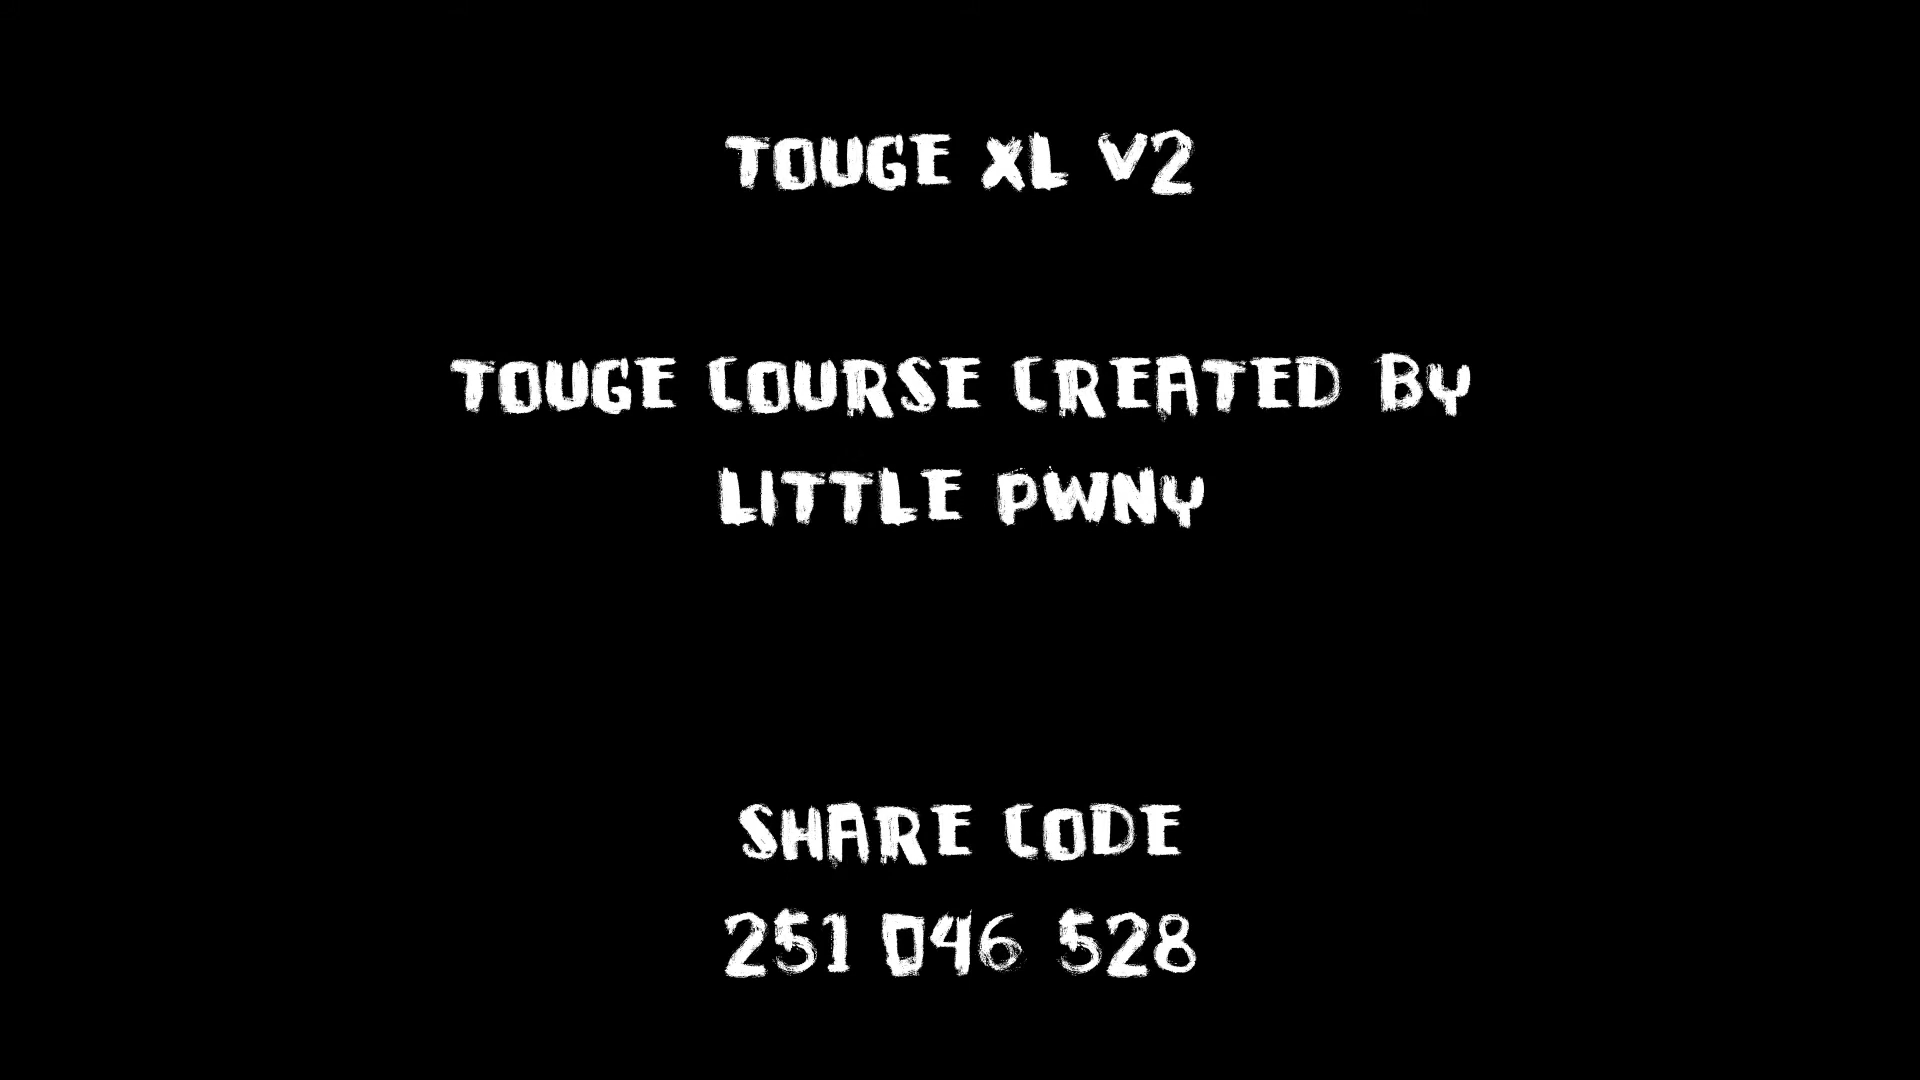 TOUGE XL V2
TOUGE COURSE CREATED BY
LITTLE PWNY
SHARE CODE
251 046 528